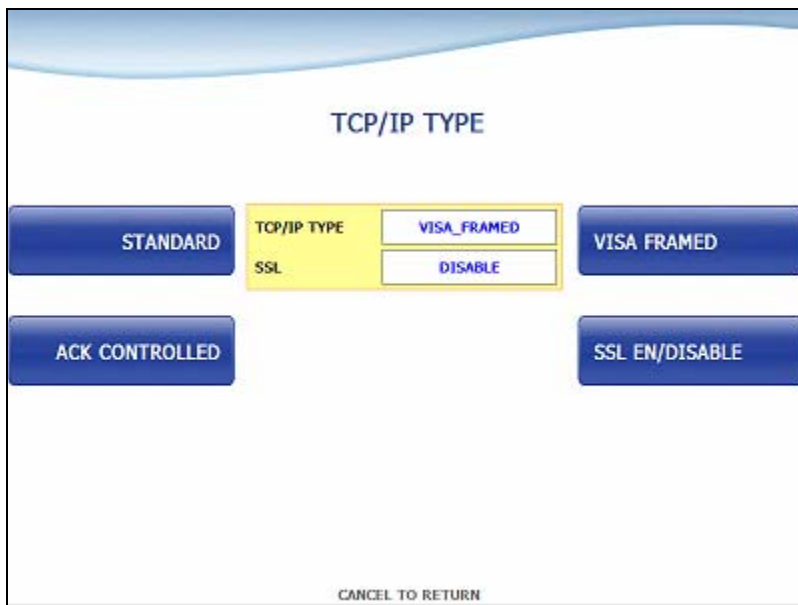 TCP/IP TYPE
STANDARD
TCP/IP TYPE VISA_FRAMED
SSL DISABLE
VISA FRAMED
ACK CONTROLLED
SSL EN/DISABLE
CANCEL TO RETURN